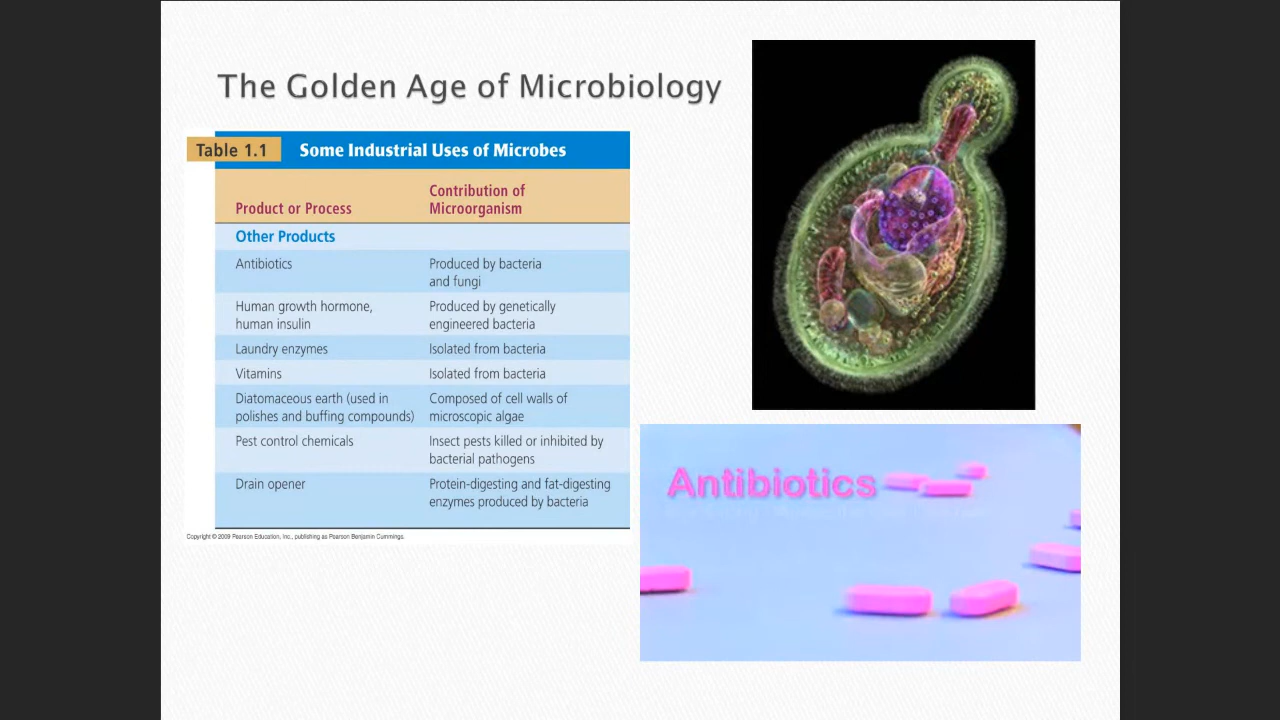 The Golden Age of Microbiology
Table 1.1
Some Industrial Uses of Microbes
Product or Process
Contribution of
Microorganism
Other Products
Antibiotics
Produced by bacteria
and fungi
Human growth hormone,
human insulin
Produced by genetically
engineered bacteria
Laundry enzymes
Isolated from bacteria
Vitamins
Isolated from bacteria
Diatomaceous earth (used in
polishes and buffing compounds)
Composed of cell walls of
microscopic algae
Pest control chemicals
Insect pests killed or inhibited by
bacterial pathogens
Drain opener
Protein-digesting and fat-digesting
enzymes produced by bacteria
Copyright © 2009 Pearson Education, Inc., publishing as Pearson Benjamin Cummings.
Antibiotics